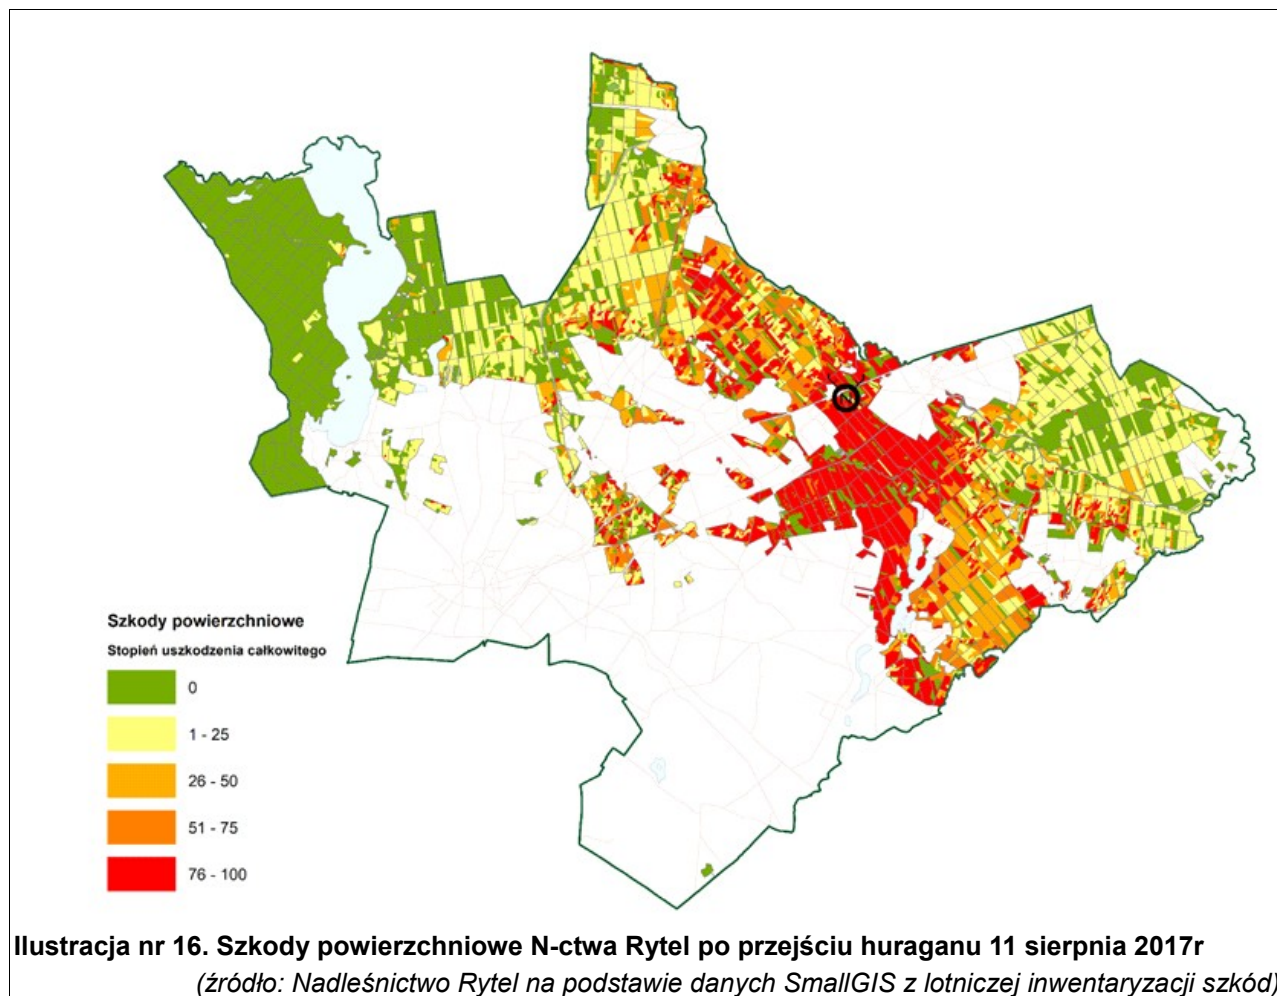 N
Szkody powierzchniowe
Stopień uszkodzenia całkowitego
0
1 - 25
26 - 50
51 - 75
76 - 100
Ilustracja nr 16. Szkody powierzchniowe N-ctwa Rytel po przejściu huraganu 11 sierpnia 2017r
(źródło: Nadleśnictwo Rytel na podstawie danych SmallGIS z lotniczej inwentaryzacji szkód)